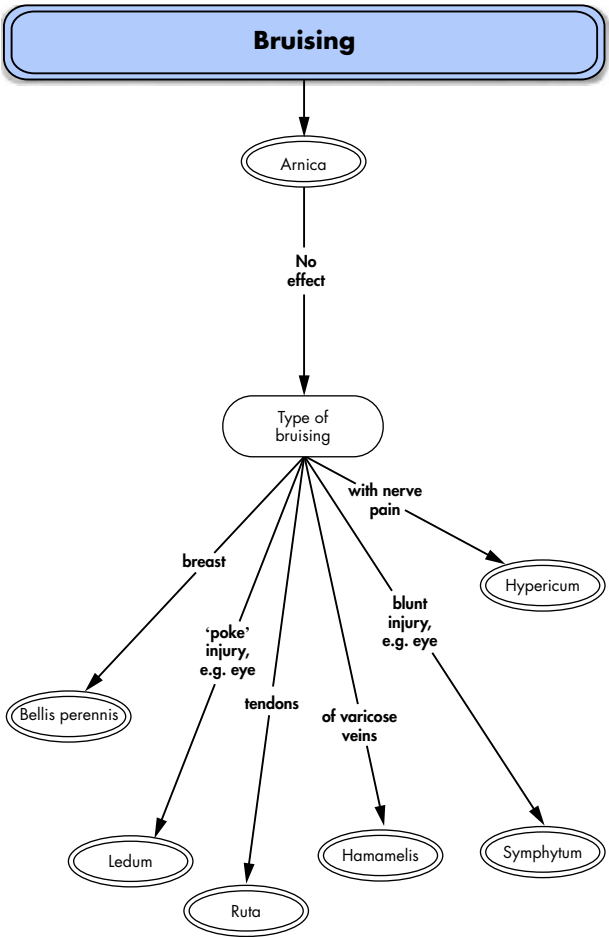 Bruising
Arnica
No
effect
Type of
bruising
with nerve
pain
breast
Hypericum
blunt
injury,
e.g. eye
‘poke’
injury,
e.g. eye
tendons
of varicose
veins
Bellis perennis
Ledum
Hamamelis
Symphytum
Ruta